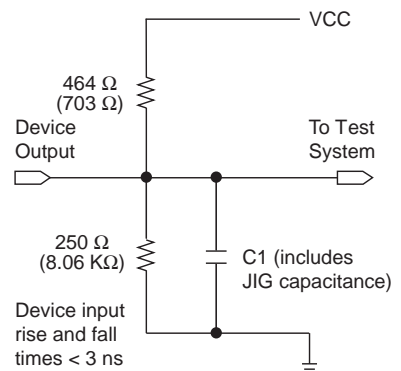 VCC
464 Ω
(703 Ω)
Device
Output
To Test
System
250 Ω
(8.06 KΩ)
C1 (includes
JIG capacitance)
Device input
rise and fall
times < 3 ns